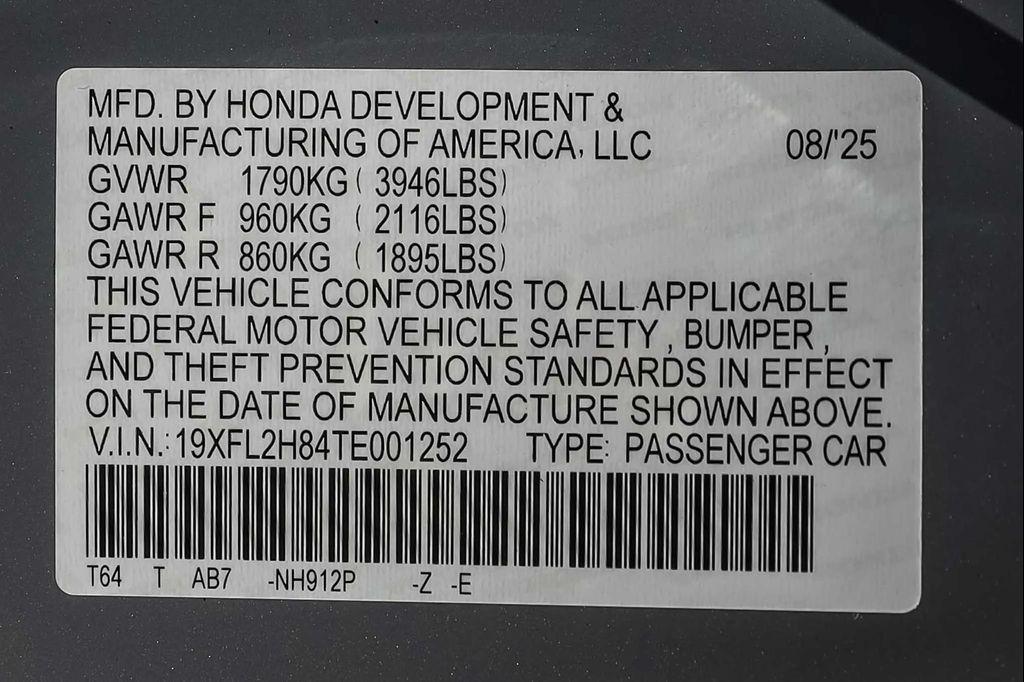 MFD. BY HONDA DEVELOPMENT &
MANUFACTURING OF AMERICA, LLC 08/'25
GVWR 1790KG ( 3946LBS)
GAWR F 960KG ( 2116LBS)
GAWR R 860KG ( 1895LBS)
THIS VEHICLE CONFORMS TO ALL APPLICABLE
FEDERAL MOTOR VEHICLE SAFETY, BUMPER,
AND THEFT PREVENTION STANDARDS IN EFFECT
ON THE DATE OF MANUFACTURE SHOWN ABOVE.
V.I.N.: 19XFL2H84TE001252 TYPE: PASSENGER CAR
T64 T AB7 -NH912P -Z -E